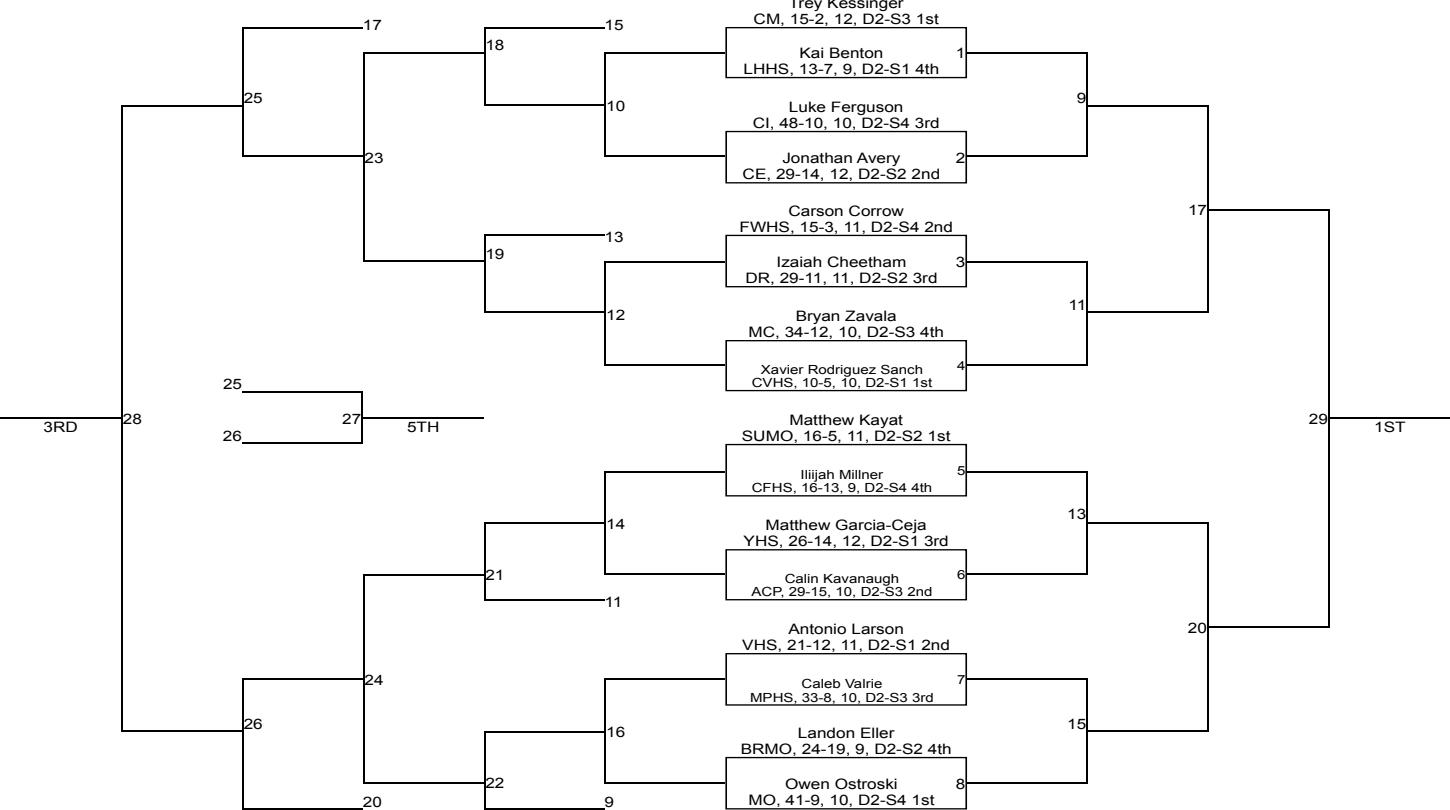 Trey Kessinger
CM, 15-2, 12, D2-S3 1st
17
15
18
Kai Benton
1
LHHS, 13-7, 9, D2-S1 4th
25
10
9
Luke Ferguson
CI, 48-10, 10, D2-S4 3rd
23
Jonathan Avery
2
CE, 29-14, 12, D2-S2 2nd
17
Carson Corrow
FWHS, 15-3, 11, D2-S4 2nd
13
19
Izaiah Cheetham
3
DR, 29-11, 11, D2-S2 3rd
12
11
Bryan Zavala
MC, 34-12, 10, D2-S3 4th
Xavier Rodriguez Sanch
4
CVHS, 10-5, 10, D2-S1 1st
25
28
27
29
3RD
5TH
1ST
26
Matthew Kayat
SUMO, 16-5, 11, D2-S2 1st
Iliijah Millner
5
CFHS, 16-13, 9, D2-S4 4th
14
13
Matthew Garcia-Ceja
YHS, 26-14, 12, D2-S1 3rd
21
Calin Kavanaugh
6
ACP, 29-15, 10, D2-S3 2nd
11
20
Antonio Larson
VHS, 21-12, 11, D2-S1 2nd
24
Caleb Valrie
7
MPHS, 33-8, 10, D2-S3 3rd
26
16
15
Landon Eller
BRMO, 24-19, 9, D2-S2 4th
22
Owen Ostroski
8
MO, 41-9, 10, D2-S4 1st
20
9